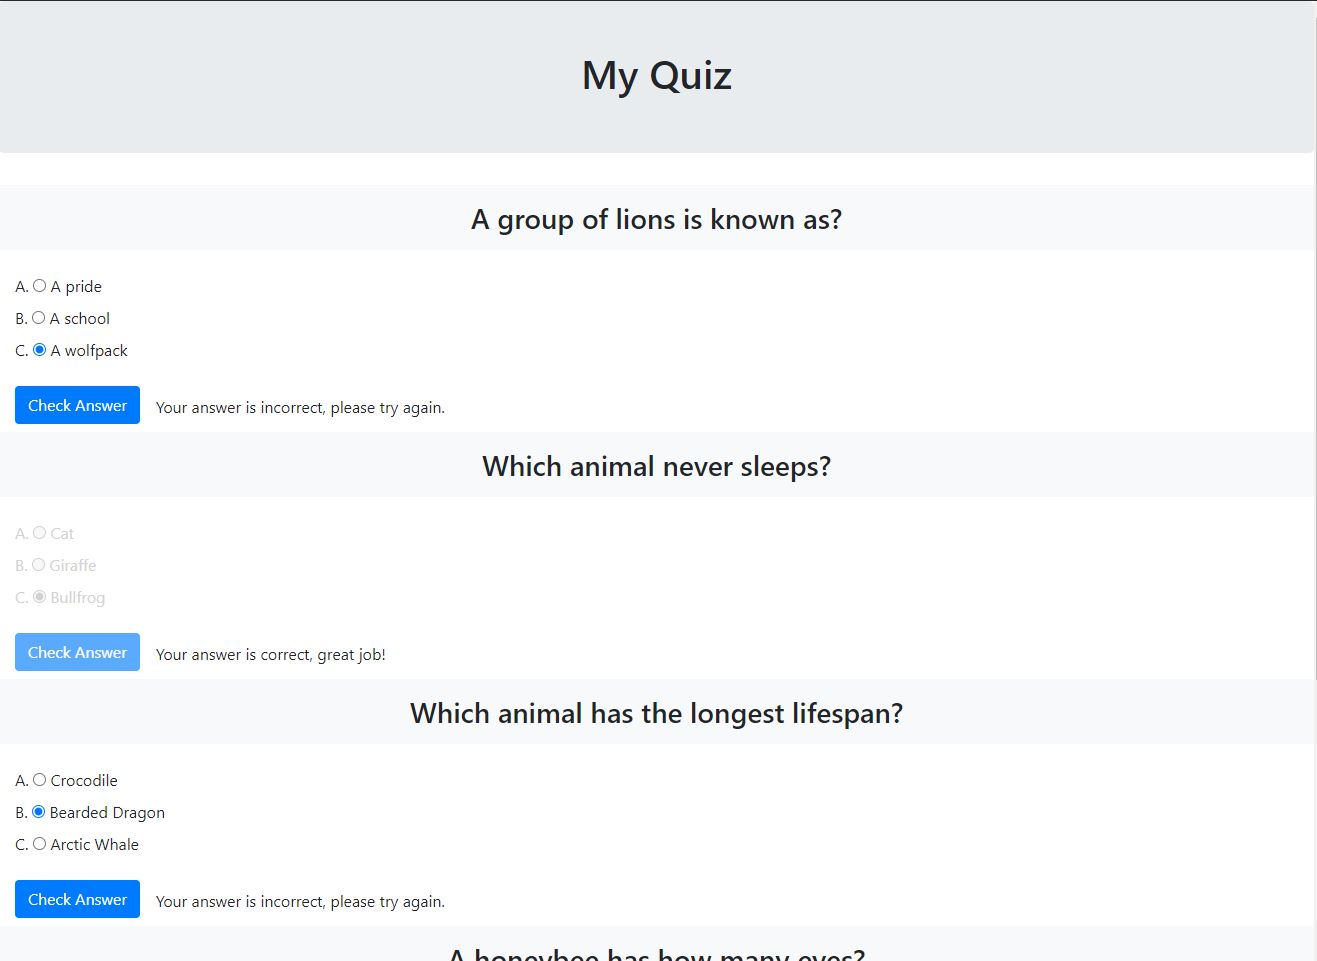 My Quiz
A group of lions is known as?
A. A pride
B. A school
C. A wolfpack
Check Answer Your answer is incorrect, please try again.
Which animal never sleeps?
A. Cat
B. Giraffe
C. Bullfrog
Check Answer Your answer is correct, great job!
Which animal has the longest lifespan?
A. Crocodile
B. Bearded Dragon
C. Arctic Whale
Check Answer Your answer is incorrect, please try again.
A honeybee has how many eyes?